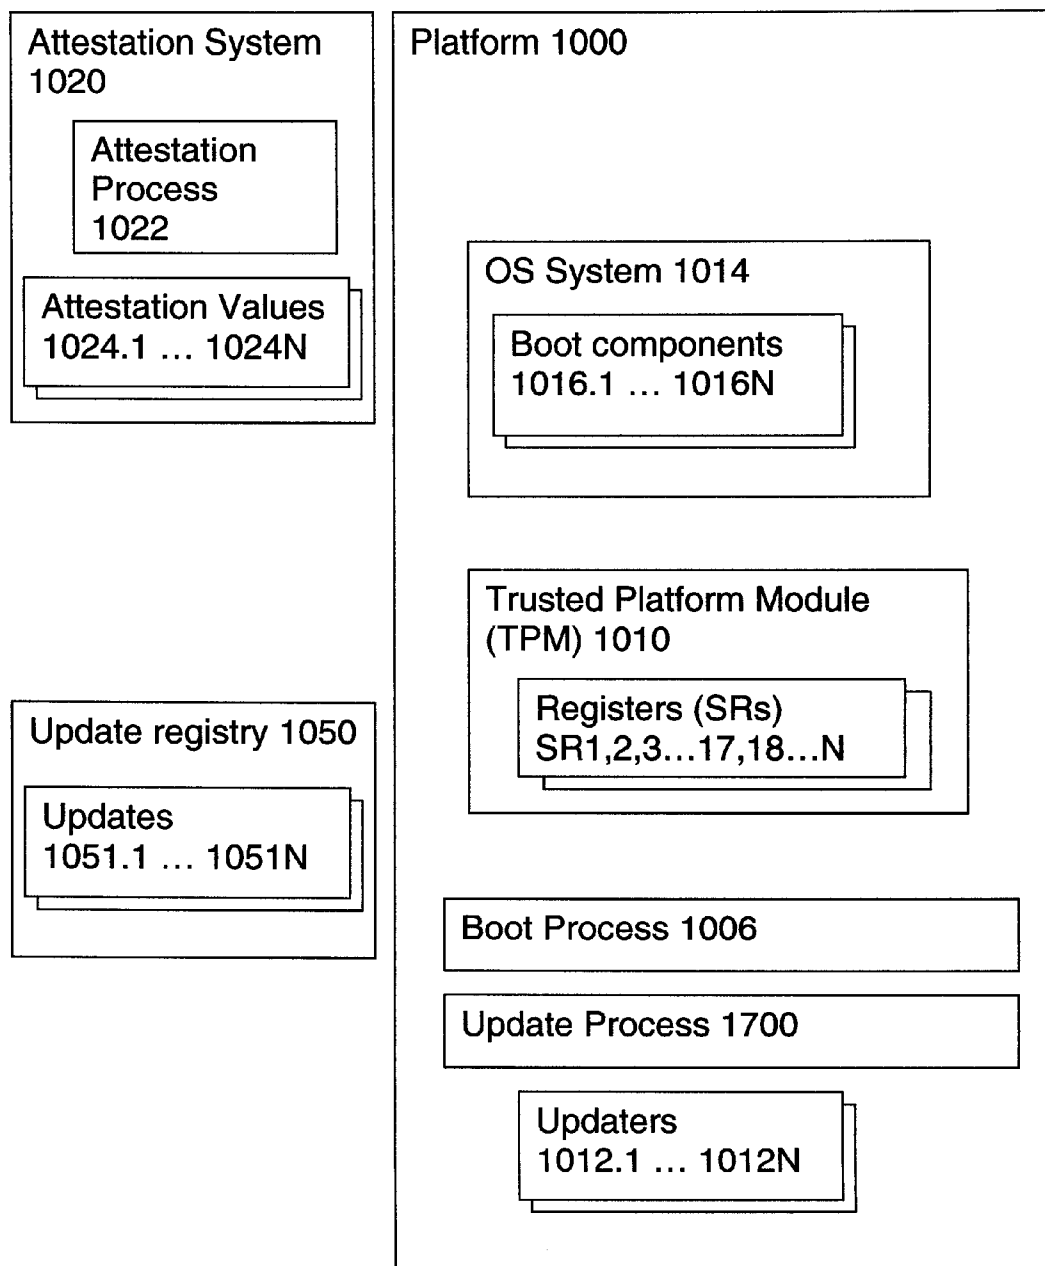 Attestation System
1020
Attestation
Process
1022
Attestation Values
1024.1 ... 1024N
Update registry 1050
Updates
1051.1 ... 1051N
Platform 1000
OS System 1014
Boot components
1016.1 ... 1016N
Trusted Platform Module
(TPM) 1010
Registers (SRs)
SR1,2,3...17,18...N
Boot Process 1006
Update Process 1700
Updaters
1012.1 ... 1012N